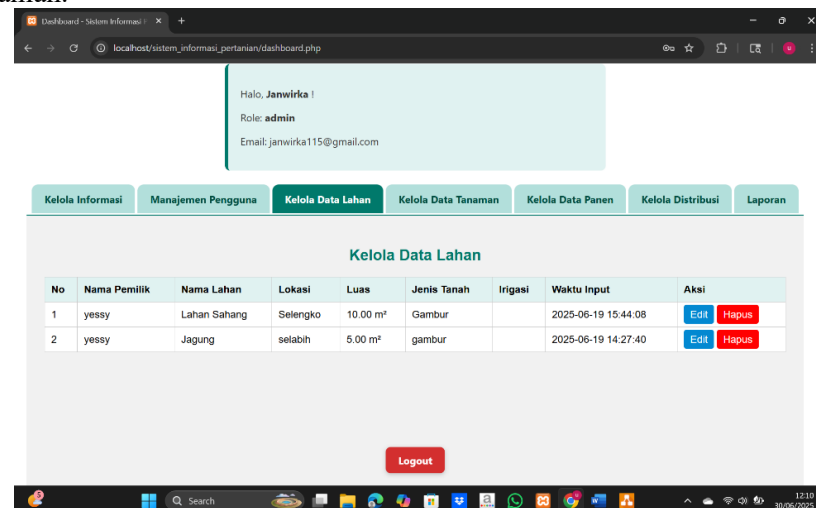 Dashboard - Sistem Informasi
localhost/sistem_informasi_pertanian/dashboard.php
Halo, Janwirka !
Role: admin
Email: janwirka115@gmail.com
Kelola Informasi Manajemen Pengguna Kelola Data Lahan Kelola Data Tanaman Kelola Data Panen Kelola Distribusi Laporan
Kelola Data Lahan
No Nama Pemilik Nama Lahan Lokasi Luas Jenis Tanah Irigasi Waktu Input Aksi
1 yessy Lahan Sahang Selengko 10.00 m² Gambur 2025-06-19 15:44:08 Edit Hapus
2 yessy Jagung selabih 5.00 m² gambur 2025-06-19 14:27:40 Edit Hapus
Logout
Search
12:10
30/06/2025